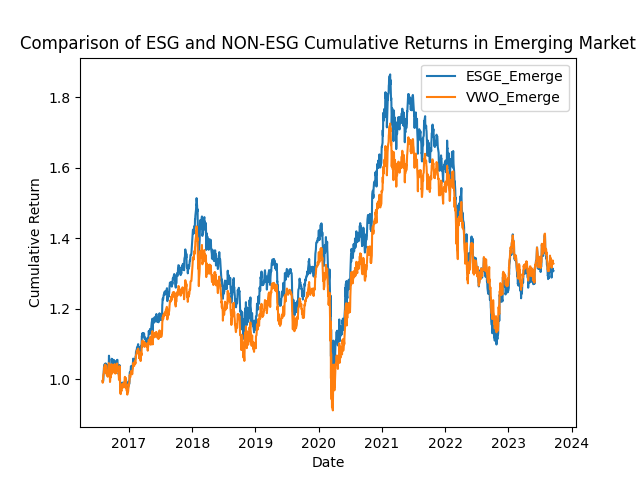 Comparison of ESG and NON-ESG Cumulative Returns in Emerging Market
ESGE_Emerge
VWO_Emerge
Cumulative Return
1.8
1.6
1.4
1.2
1.0
2017 2018 2019 2020 2021 2022 2023 2024
Date